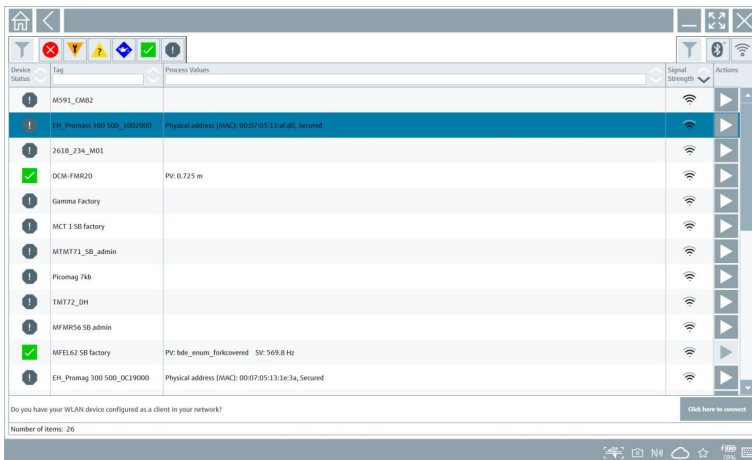 Device Status
Tag
Process Values
Signal Strength
Actions
M591_CM82
EH_Promass 300 500_1002000 Physical address (MAC): 00:07:05:11:af:d0, Secured
2618_234_M01
DCM-FMR20 PV: 0.725 m
Gamma Factory
MCT 1 SB factory
MTMT71_SB_admin
Picomag 7kb
TMT72_DH
MFMR56 SB admin
MFEL62 SB factory PV: bde_enum_forkcovered SV: 569.8 Hz
EH_Promag 300 500_0C19000 Physical address (MAC): 00:07:05:13:1e:3a, Secured
Do you have your WLAN device configured as a client in your network? Click here to connect
Number of items: 26
78%